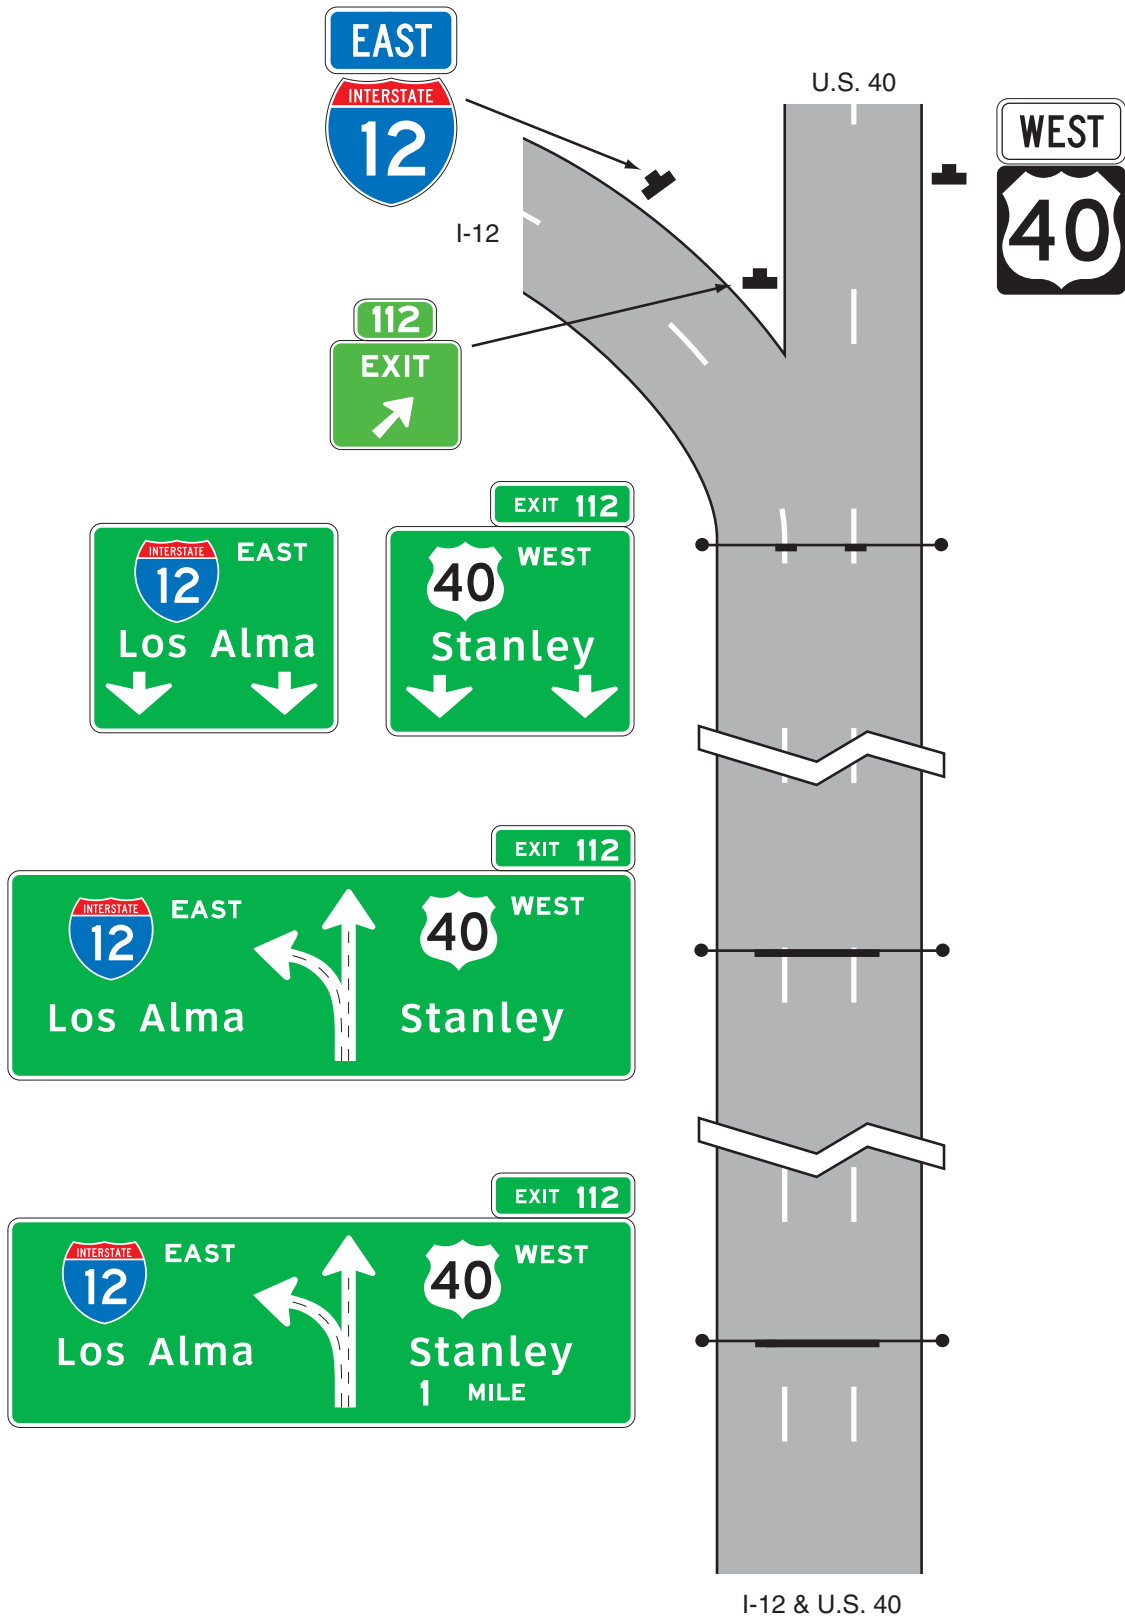 EAST
INTERSTATE
12
U.S. 40
WEST
40
I-12
112
EXIT
EXIT 112
INTERSTATE
12
EAST
Los Alma
40
WEST
Stanley
EXIT 112
INTERSTATE
12
EAST
Los Alma
40
WEST
Stanley
EXIT 112
INTERSTATE
12
EAST
Los Alma
40
WEST
Stanley
1 MILE
I-12 & U.S. 40